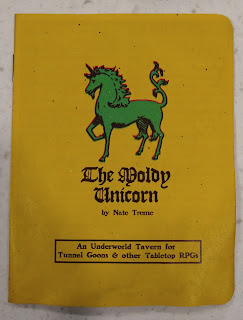 The Moldy
Unicorn
by Nate Treme
An Underworld Tavern for
Tunnel Goons & other Tabletop RPGs